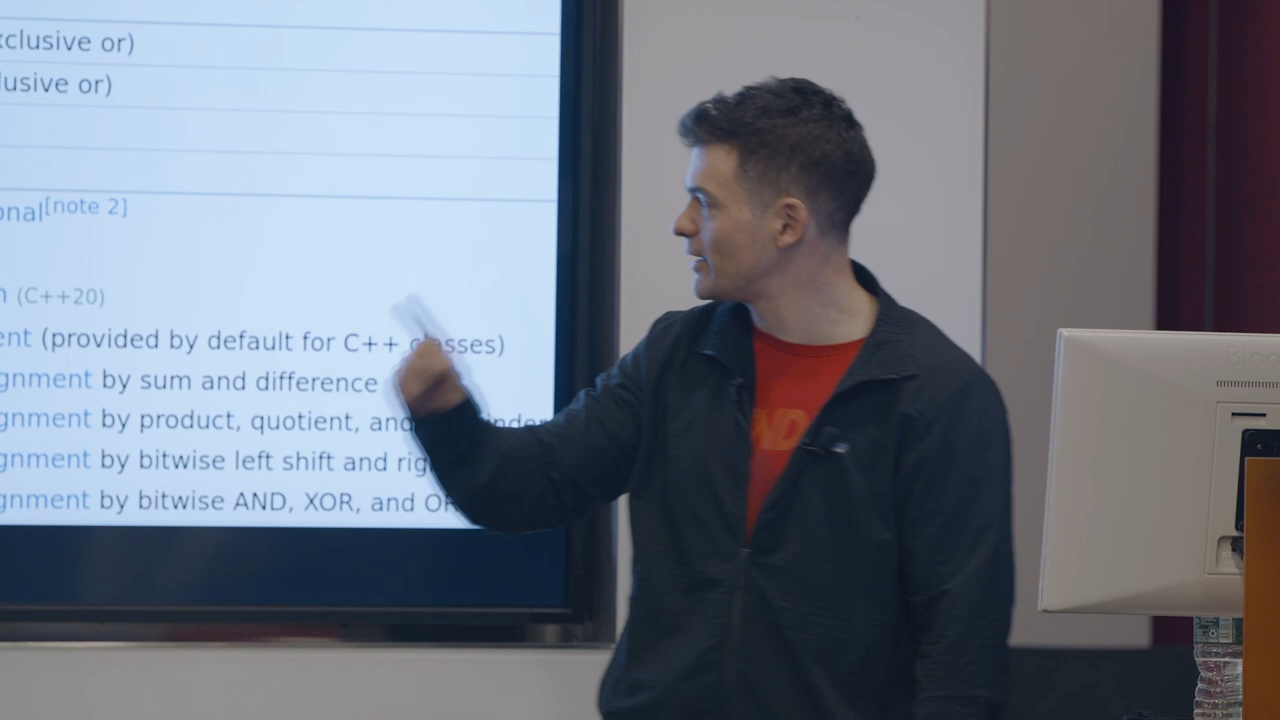 xclusive or)
lusive or)
onal[note 2]
n (C++20)
ent (provided by default for C++ classes)
gnment by sum and difference
gnment by product, quotient, and
gnment by bitwise left shift and rig
gnment by bitwise AND, XOR, and OR